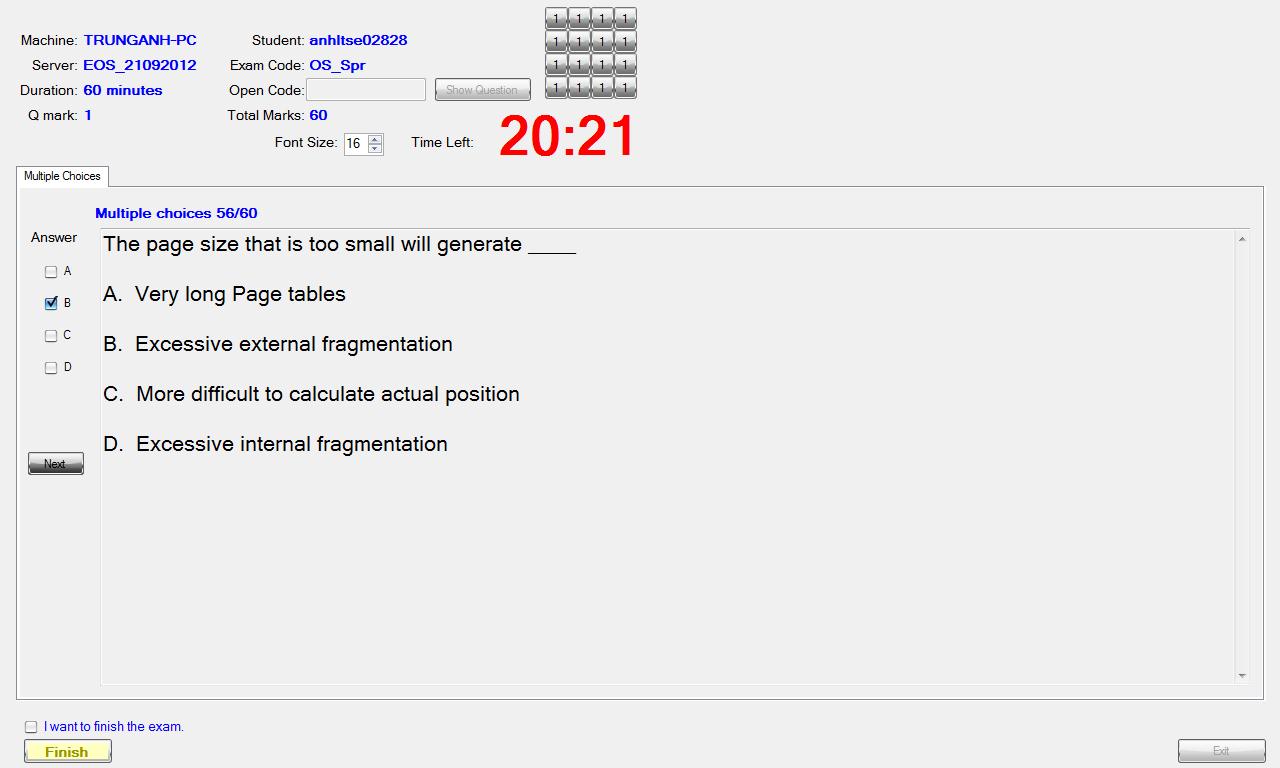 Machine: TRUNGANH-PC Student: anhltse02828
Server: EOS_21092012 Exam Code: OS_Spr
Duration: 60 minutes Open Code: Show Question
Q mark: 1 Total Marks: 60
Font Size: 16 Time Left: 20:21
1 1 1 1
1 1 1 1
1 1 1 1
1 1 1 1
Multiple Choices
Multiple choices 56/60
Answer
A
B
C
D
Next
The page size that is too small will generate ____
A. Very long Page tables
B. Excessive external fragmentation
C. More difficult to calculate actual position
D. Excessive internal fragmentation
I want to finish the exam.
Finish
Exit